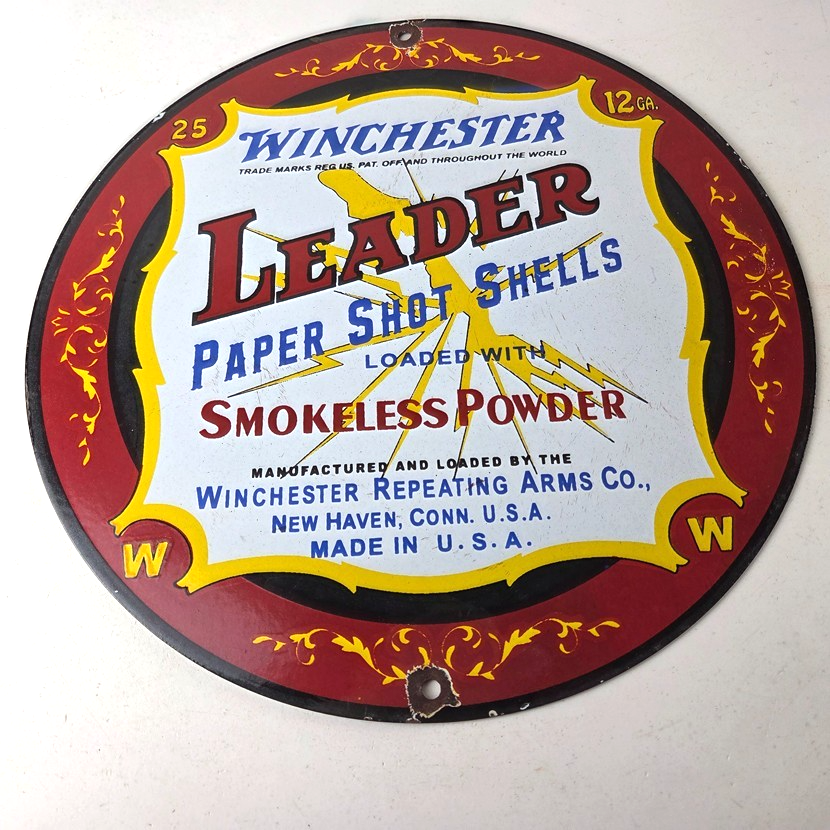 25
12 GA.
WINCHESTER
TRADE MARKS REG US. PAT. OFF. AND THROUGHOUT THE WORLD
LEADER
PAPER SHOT SHELLS
LOADED WITH
SMOKELESS POWDER
MANUFACTURED AND LOADED BY THE
WINCHESTER REPEATING ARMS CO.,
NEW HAVEN, CONN. U.S.A.
MADE IN U.S.A.
W
W